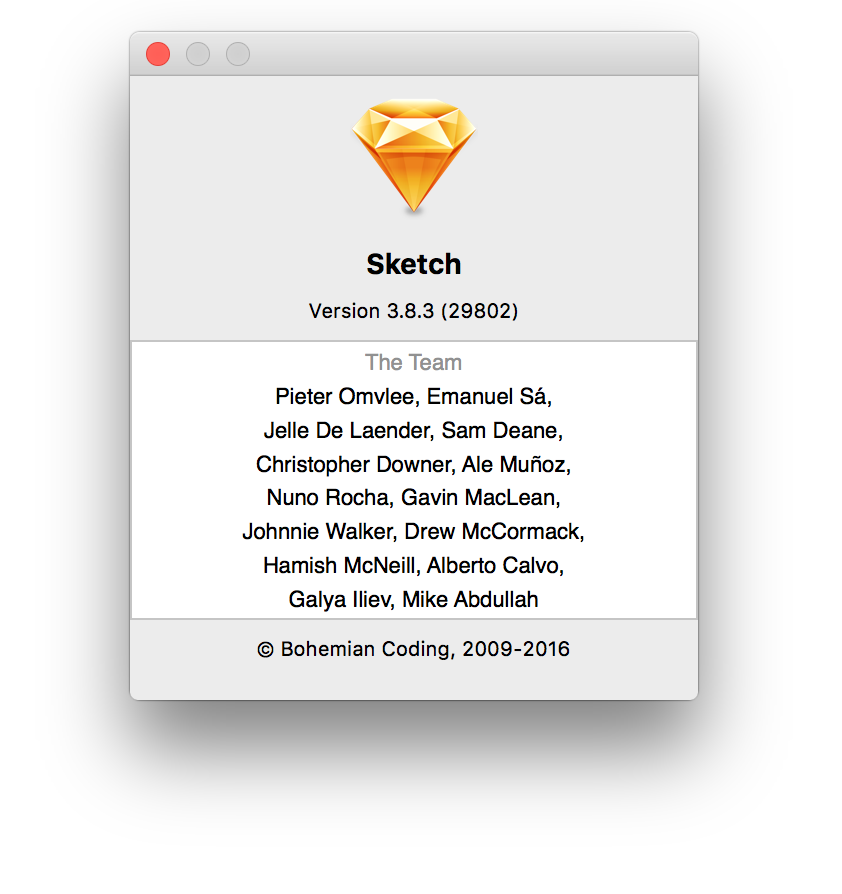 Sketch
Version 3.8.3 (29802)
The Team
Pieter Omvlee, Emanuel Sá,
Jelle De Laender, Sam Deane,
Christopher Downer, Ale Muñoz,
Nuno Rocha, Gavin MacLean,
Johnnie Walker, Drew McCormack,
Hamish McNeill, Alberto Calvo,
Galya Iliev, Mike Abdullah
© Bohemian Coding, 2009-2016